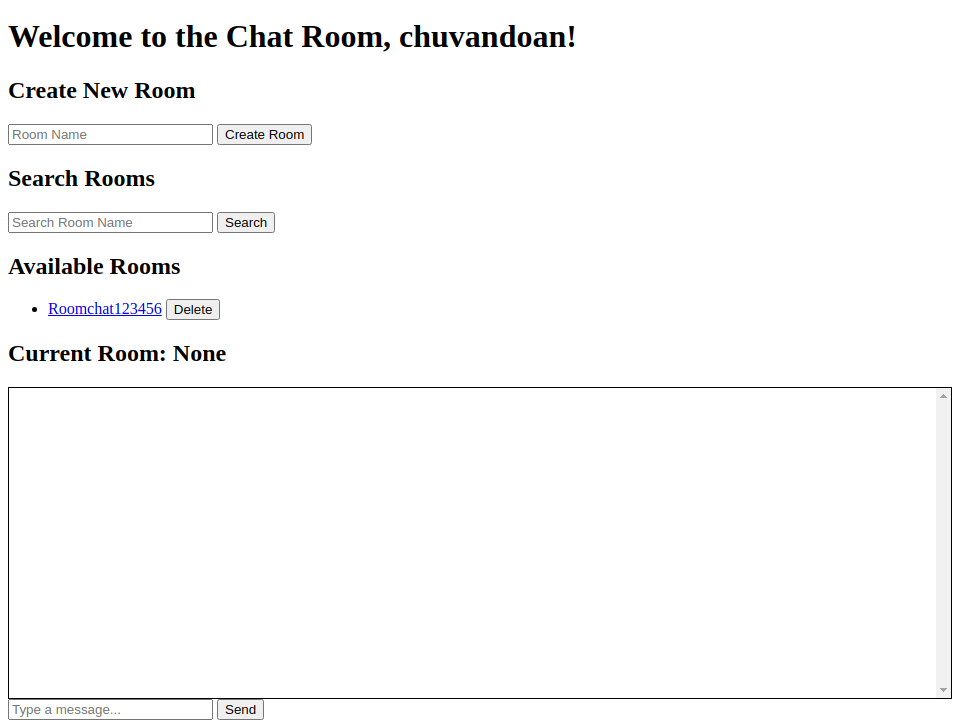 Welcome to the Chat Room, chuvandoan!
Create New Room
Room Name Create Room
Search Rooms
Search Room Name Search
Available Rooms
Roomchat123456 Delete
Current Room: None
Type a message... Send